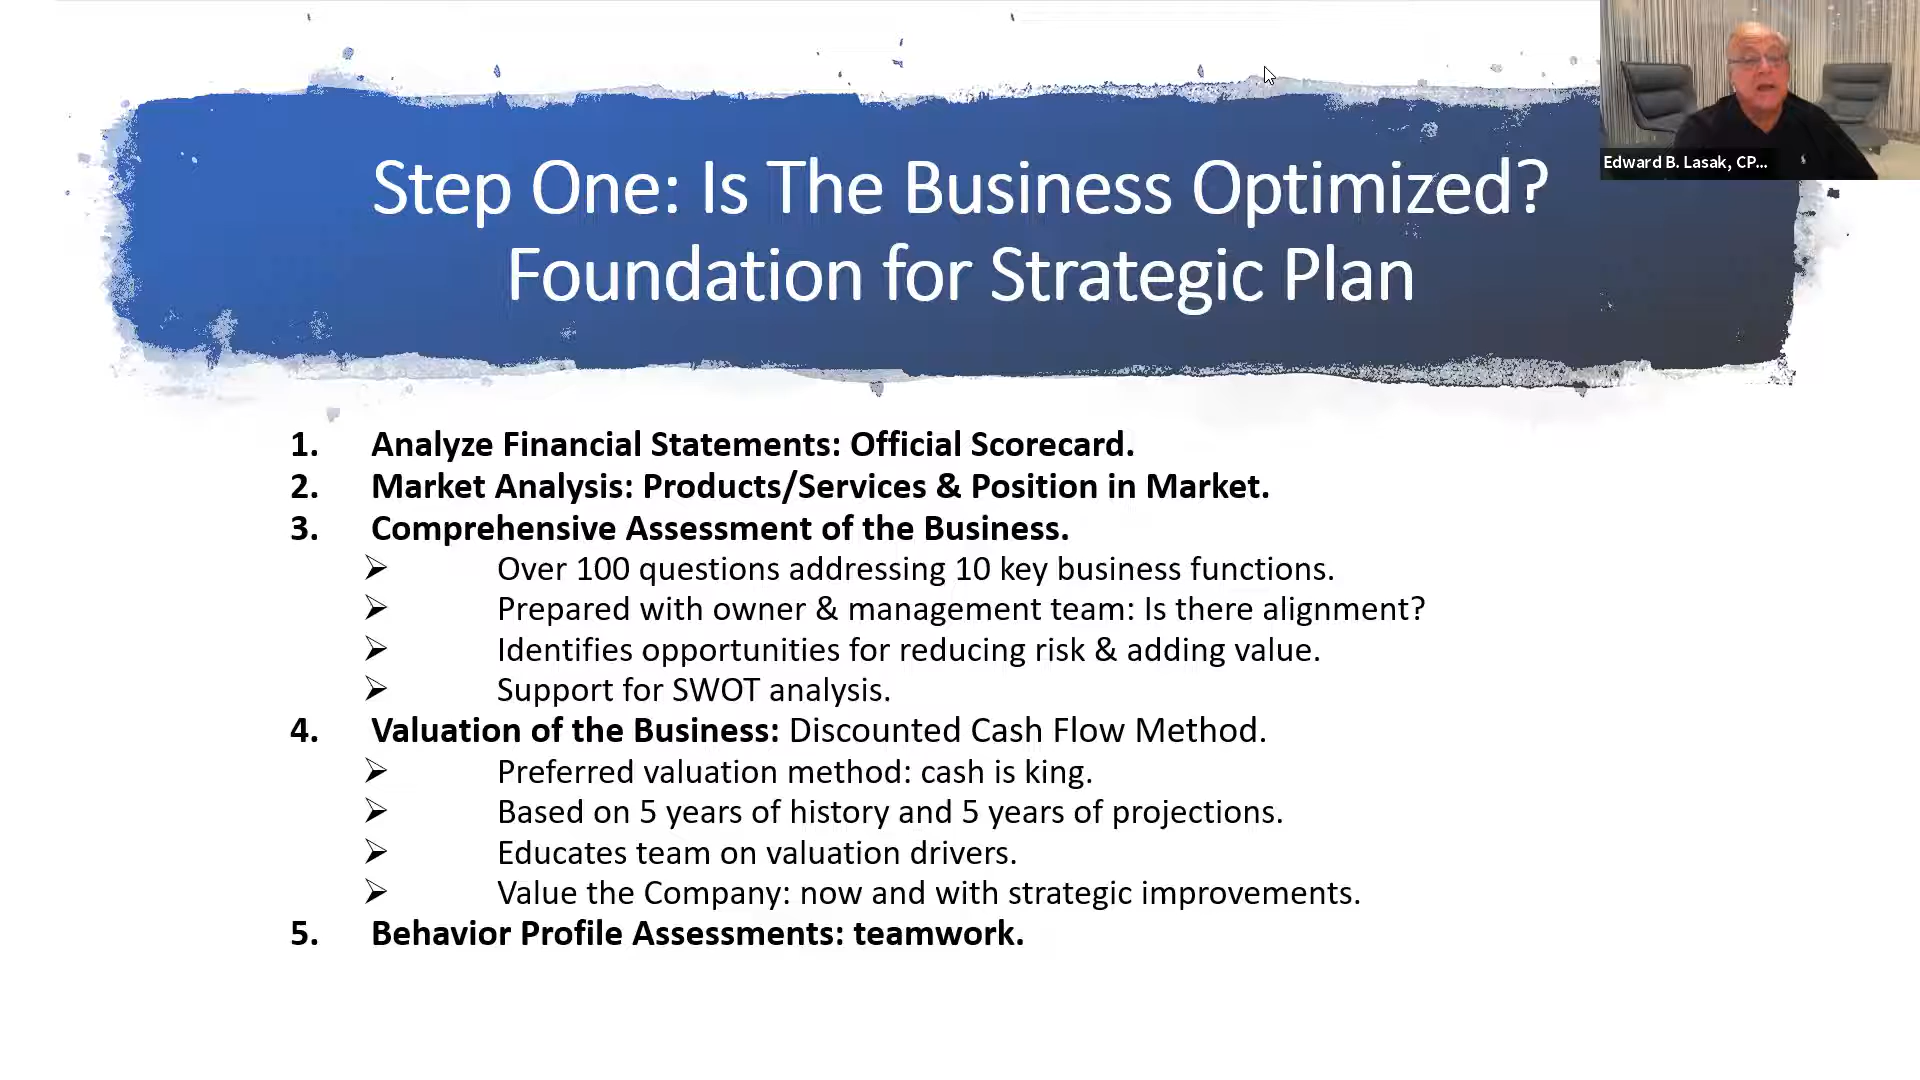 Step One: Is The Business Optimized?
Foundation for Strategic Plan
Edward B. Lasak, CP...
1. Analyze Financial Statements: Official Scorecard.
2. Market Analysis: Products/Services & Position in Market.
3. Comprehensive Assessment of the Business.
➢ Over 100 questions addressing 10 key business functions.
➢ Prepared with owner & management team: Is there alignment?
➢ Identifies opportunities for reducing risk & adding value.
➢ Support for SWOT analysis.
4. Valuation of the Business: Discounted Cash Flow Method.
➢ Preferred valuation method: cash is king.
➢ Based on 5 years of history and 5 years of projections.
➢ Educates team on valuation drivers.
➢ Value the Company: now and with strategic improvements.
5. Behavior Profile Assessments: teamwork.